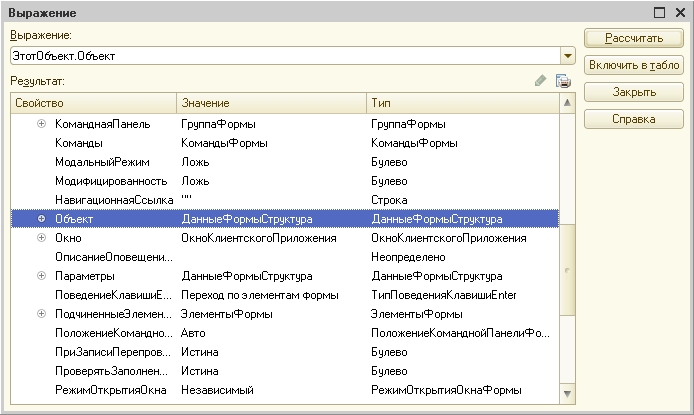 Выражение
Выражение:
ЭтотОбъект.Объект
Рассчитать
Включить в табло
Закрыть
Справка
Результат:
Свойство Значение Тип
КоманднаяПанель ГруппаФормы ГруппаФормы
Команды КомандыФормы КомандыФормы
МодальныйРежим Ложь Булево
Модифицированность Ложь Булево
НавигационнаяСсылка "" Строка
Объект ДанныеФормыСтруктура ДанныеФормыСтруктура
Окно ОкноКлиентскогоПриложения ОкноКлиентскогоПриложения
ОписаниеОповещени... Неопределено
Параметры ДанныеФормыСтруктура ДанныеФормыСтруктура
ПоведениеКлавишиE... Переход по элементам формы ТипПоведенияКлавишиEnter
ПодчиненныеЭлемен... ЭлементыФормы ЭлементыФормы
ПоложениеКомандно... Авто ПоложениеКоманднойПанелиФо...
ПриЗаписиПерепров... Истина Булево
ПроверятьЗаполнен... Истина Булево
РежимОткрытияОкна Независимый РежимОткрытияОкнаФормы